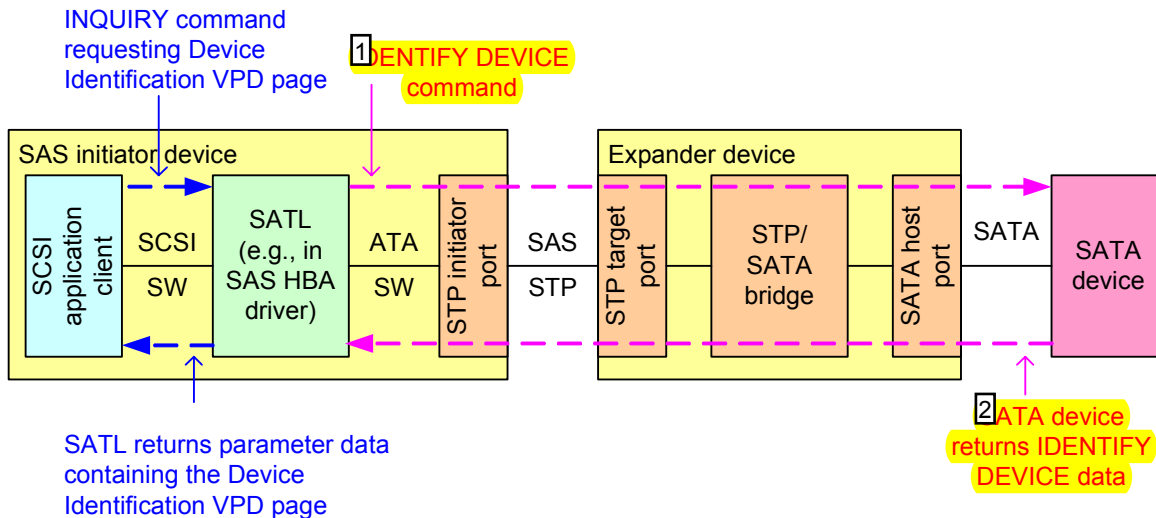 INQUIRY command
requesting Device
Identification VPD page
1
DENTIFY DEVICE
command
SAS initiator device
SCSI
application
client
SCSI
SW
SATL
(e.g., in
SAS HBA
driver)
ATA
SW
STP initiator
port
SAS
STP
Expander device
STP target
port
STP/
SATA
bridge
SATA host
port
SATA
SATA
device
SATL returns parameter data
containing the Device
Identification VPD page
2
ATA device
returns IDENTIFY
DEVICE data